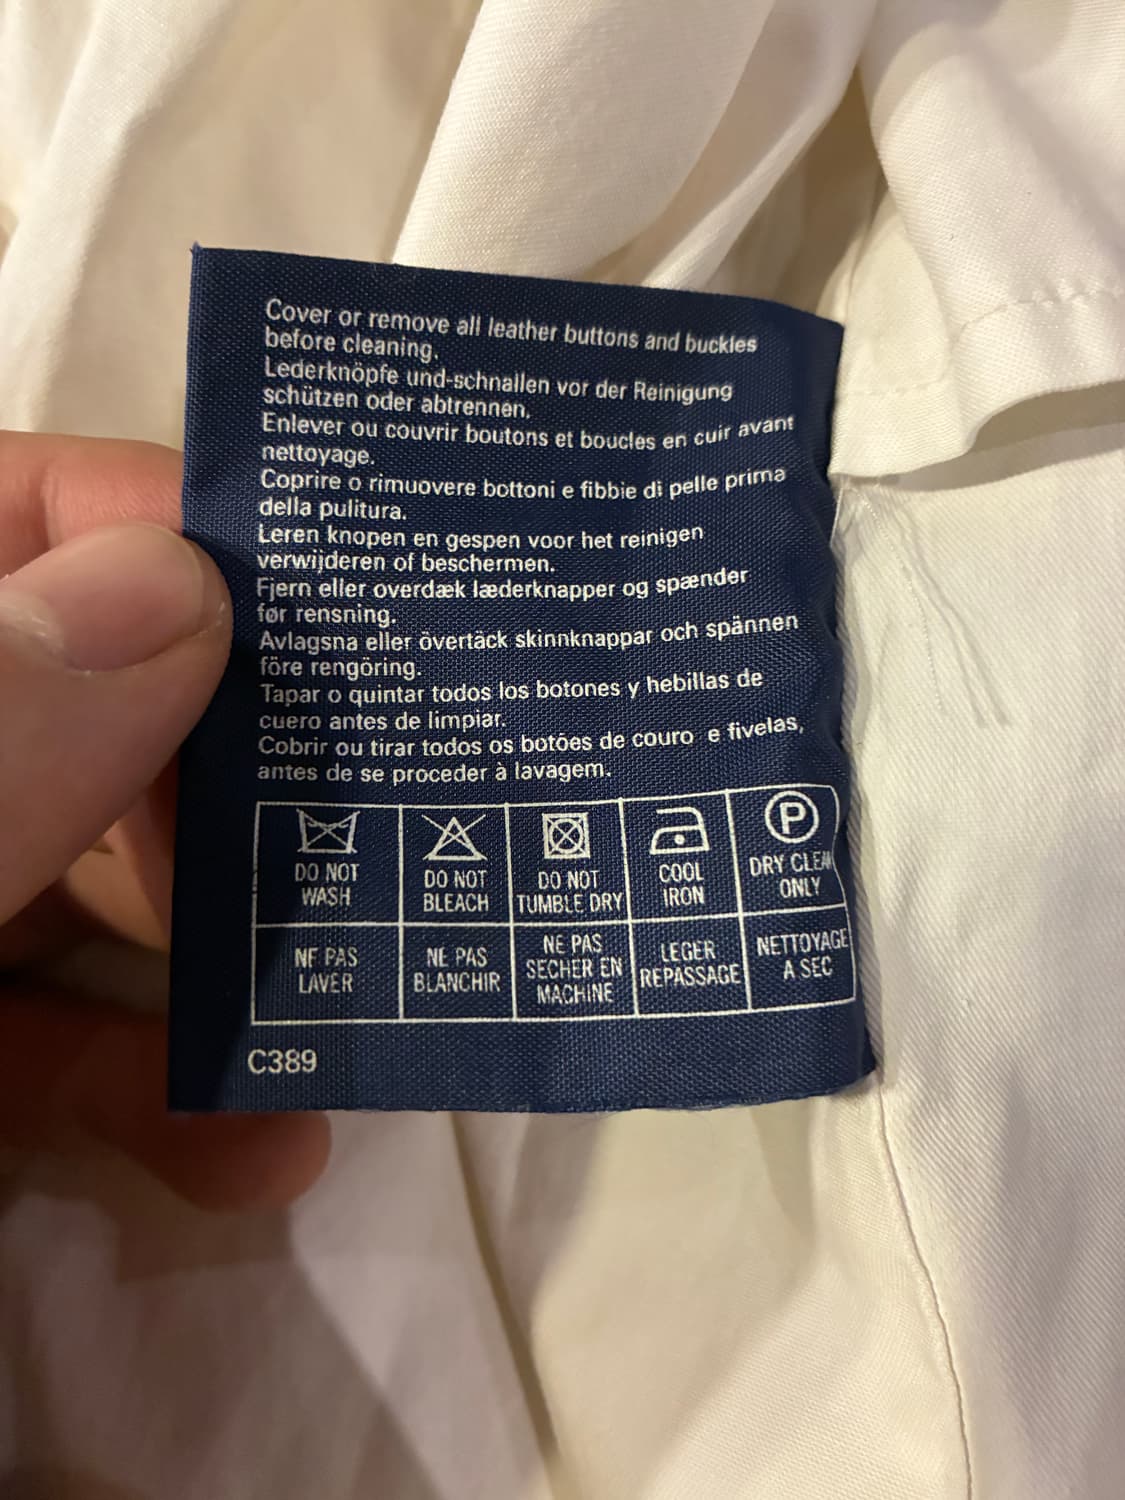 Cover or remove all leather buttons and buckles
before cleaning.
Lederknöpfe und-schnallen vor der Reinigung
schützen oder abtrennen.
Enlever ou couvrir boutons et boucles en cuir avant
nettoyage.
Coprire o rimuovere bottoni e fibbie di pelle prima
della pulitura.
Leren knopen en gespen voor het reinigen
verwijderen of beschermen.
Fjern eller overdæk læderknapper og spænder
før rensning.
Avlagsna eller övertäck skinnknappar och spännen
före rengöring.
Tapar o quintar todos los botones y hebillas de
cuero antes de limpiar.
Cobrir ou tirar todos os botões de couro e fivelas,
antes de se proceder à lavagem.
DO NOT
WASH
DO NOT
BLEACH
DO NOT
TUMBLE DRY
COOL
IRON
P
DRY CLEAN
ONLY
NE PAS
LAVER
NE PAS
BLANCHIR
NE PAS
SECHER EN
MACHINE
LEGER
REPASSAGE
NETTOYAGE
A SEC
C389